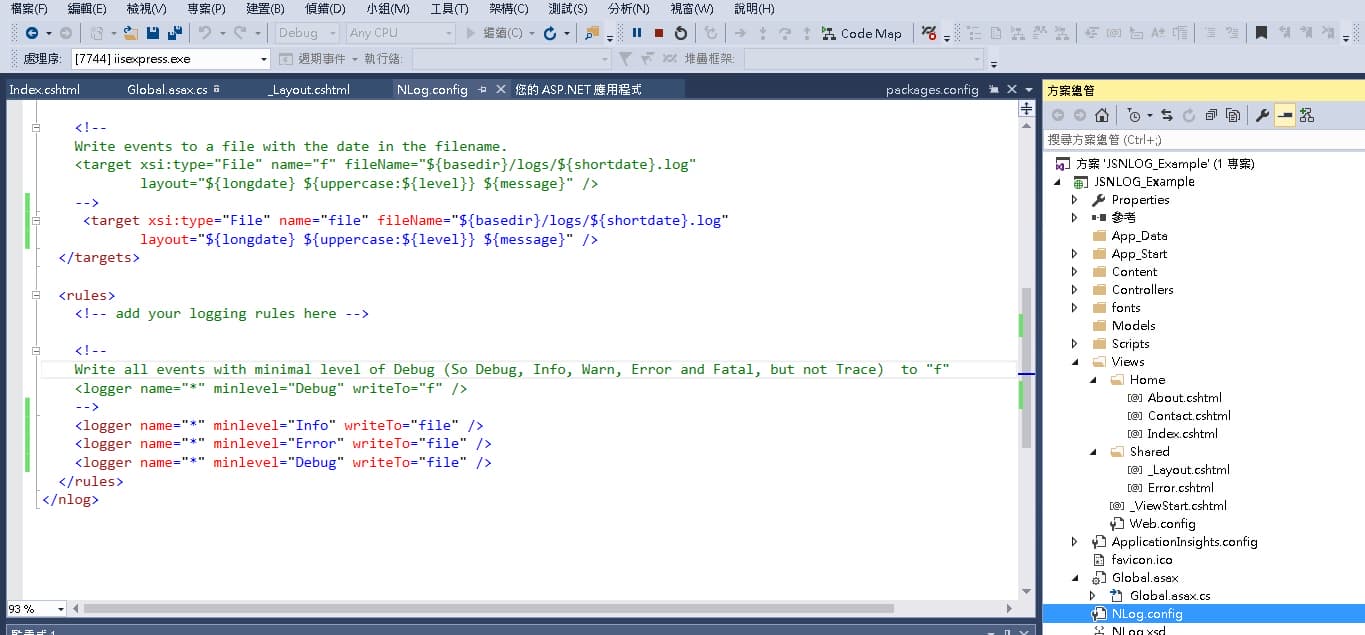 檔案(F) 編輯(E) 檢視(V) 專案(P) 建置(B) 偵錯(D) 小組(M) 工具(T) 架構(C) 測試(S) 分析(N) 視窗(W) 說明(H)
Debug Any CPU 繼續(C) Code Map
處理序: [7744] iisexpress.exe 週期事件 執行緒: 堆疊框架:
Index.cshtml Global.asax.cs _Layout.cshtml NLog.config 您的 ASP.NET 應用程式 packages.config
<!--
Write events to a file with the date in the filename.
<target xsi:type="File" name="f" fileName="${basedir}/logs/${shortdate}.log"
layout="${longdate} ${uppercase:${level}} ${message}" />
-->
<target xsi:type="File" name="file" fileName="${basedir}/logs/${shortdate}.log"
layout="${longdate} ${uppercase:${level}} ${message}" />
</targets>
<rules>
<!-- add your logging rules here -->
<!--
Write all events with minimal level of Debug (So Debug, Info, Warn, Error and Fatal, but not Trace)  to "f"
<logger name="*" minlevel="Debug" writeTo="f" />
-->
<logger name="*" minlevel="Info" writeTo="file" />
<logger name="*" minlevel="Error" writeTo="file" />
<logger name="*" minlevel="Debug" writeTo="file" />
</rules>
</nlog>
93 %
方案總管
搜尋方案總管 (Ctrl+;)
方案 'JSNLOG_Example' (1 專案)
JSNLOG_Example
Properties
參考
App_Data
App_Start
Content
Controllers
fonts
Models
Scripts
Views
Home
About.cshtml
Contact.cshtml
Index.cshtml
Shared
_Layout.cshtml
Error.cshtml
_ViewStart.cshtml
Web.config
ApplicationInsights.config
favicon.ico
Global.asax
Global.asax.cs
NLog.config
NLog.xsd